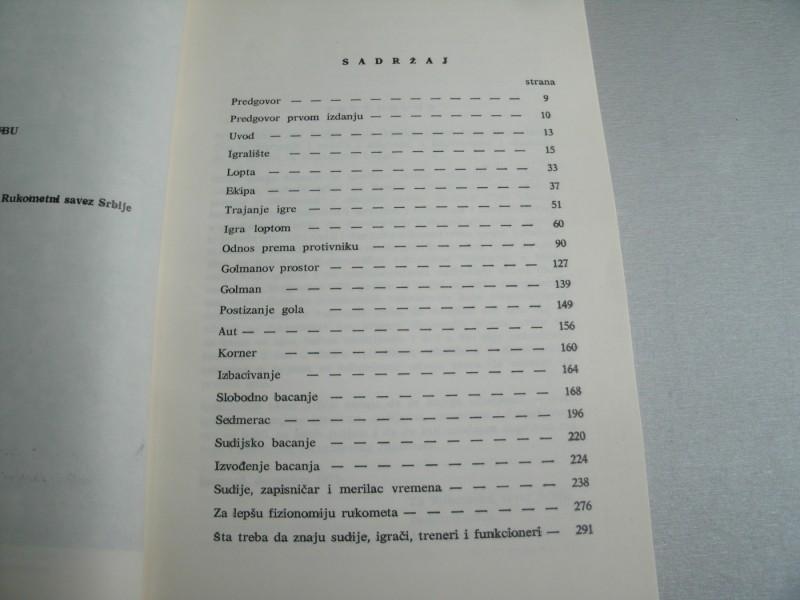 UBU
Rukometni savez Srbije
SADRŽAJ
strana
Predgovor — — — — — — — — — — — — 9
Predgovor prvom izdanju — — — — — — — — 10
Uvod — — — — — — — — — — — — — 13
Igralište — — — — — — — — — — — — 15
Lopta — — — — — — — — — — — — — 33
Ekipa — — — — — — — — — — — — — 37
Trajanje igre — — — — — — — — — — — 51
Igra loptom — — — — — — — — — — — 60
Odnos prema protivniku — — — — — — — — 90
Golmanov prostor — — — — — — — — — — 127
Golman — — — — — — — — — — — — 139
Postizanje gola — — — — — — — — — — 149
Aut — — — — — — — — — — — — — — 156
Korner — — — — — — — — — — — — 160
Izbacivanje — — — — — — — — — — — 164
Slobodno bacanje — — — — — — — — — — 168
Sedmerac — — — — — — — — — — — — 196
Sudijsko bacanje — — — — — — — — — — 220
Izvođenje bacanja — — — — — — — — — — 224
Sudije, zapisničar i merilac vremena — — — — — 238
Za lepšu fizionomiju rukometa — — — — — — — 276
Šta treba da znaju sudije, igrači, treneri i funkcioneri — 291